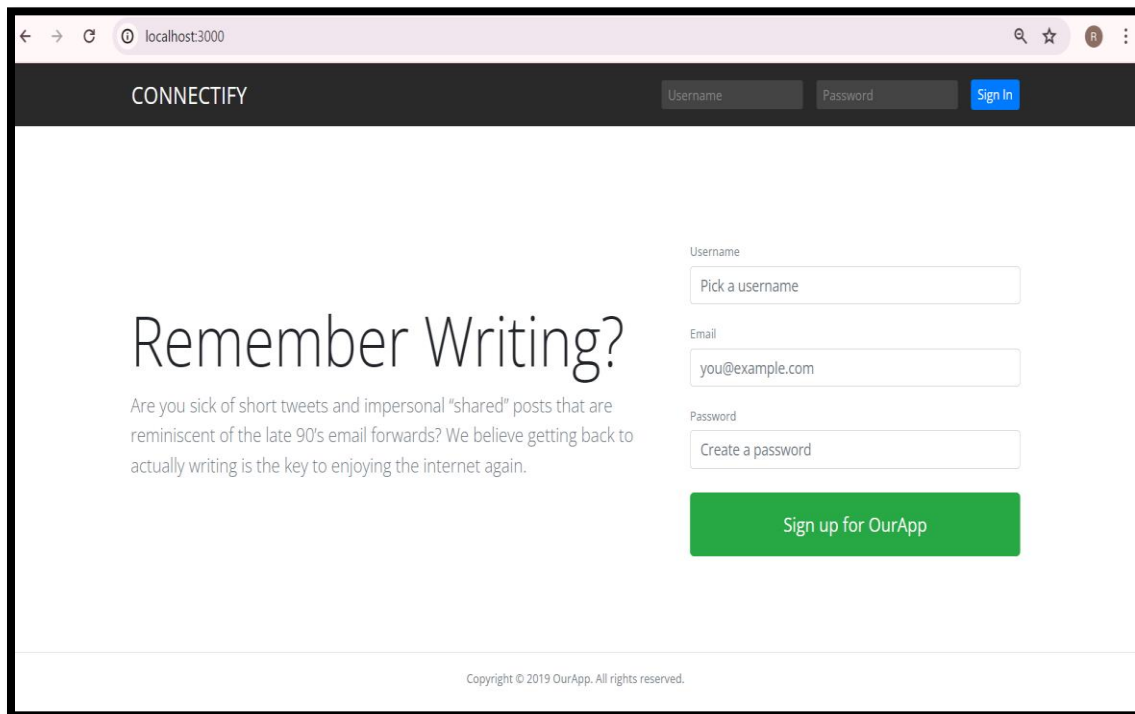 localhost:3000
R
CONNECTIFY
Username
Password
Sign In
Remember Writing?
Are you sick of short tweets and impersonal “shared” posts that are
reminiscent of the late 90’s email forwards? We believe getting back to
actually writing is the key to enjoying the internet again.
Username
Pick a username
Email
you@example.com
Password
Create a password
Sign up for OurApp
Copyright © 2019 OurApp. All rights reserved.